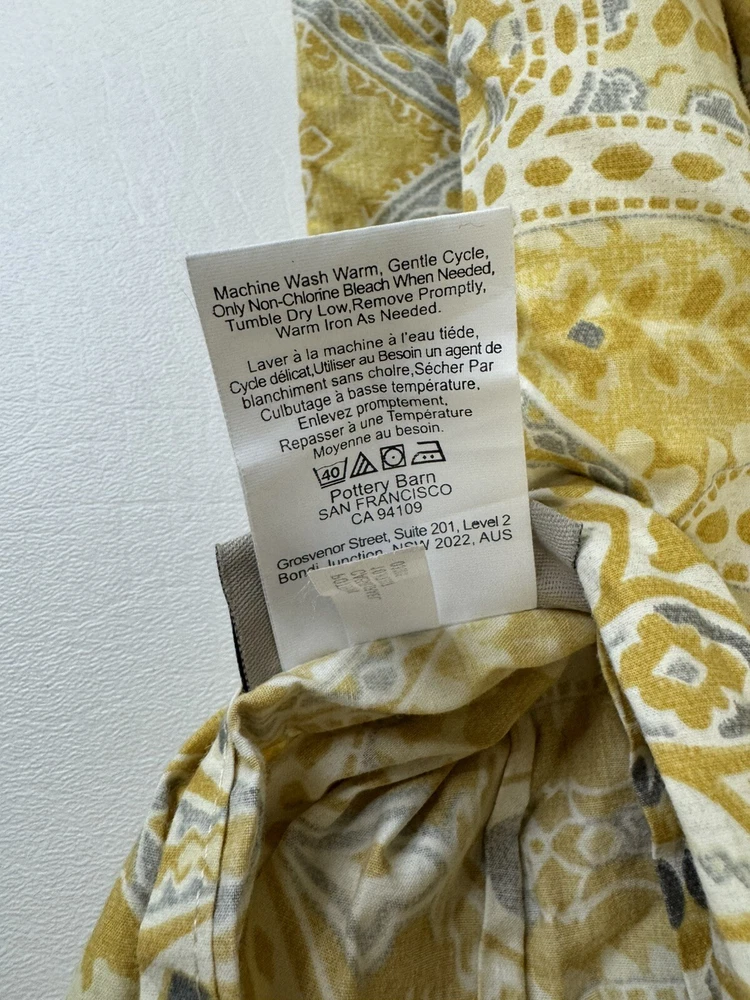 Machine Wash Warm, Gentle Cycle,
Only Non-Chlorine Bleach When Needed,
Tumble Dry Low,Remove Promptly,
Warm Iron As Needed.
Laver à la machine à l'eau tiéde,
Cycle délicat,Utiliser au Besoin un agent de
blanchiment sans cholre,Sécher Par
Culbutage à basse température,
Enlevez promptement,
Repasser à une Température
Moyenne au besoin.
40
Pottery Barn
SAN FRANCISCO
CA 94109
Grosvenor Street, Suite 201, Level 2
Bondi Junction, NSW 2022, AUS